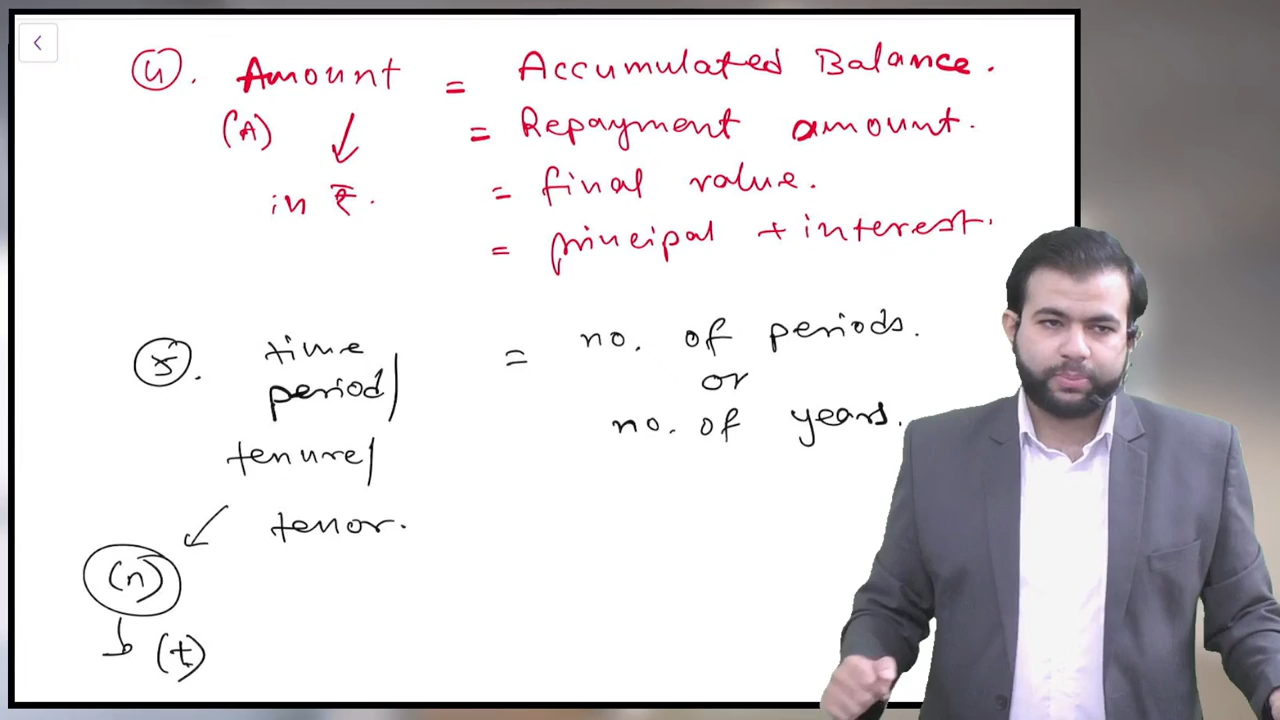 4. Amount = Accumulated Balance.
(A) = Repayment amount.
in ₹. = final value.
= principal + interest.
5. time period/ = no. of periods.
or
tenure/ no. of years.
tenor.
(n)
(t)